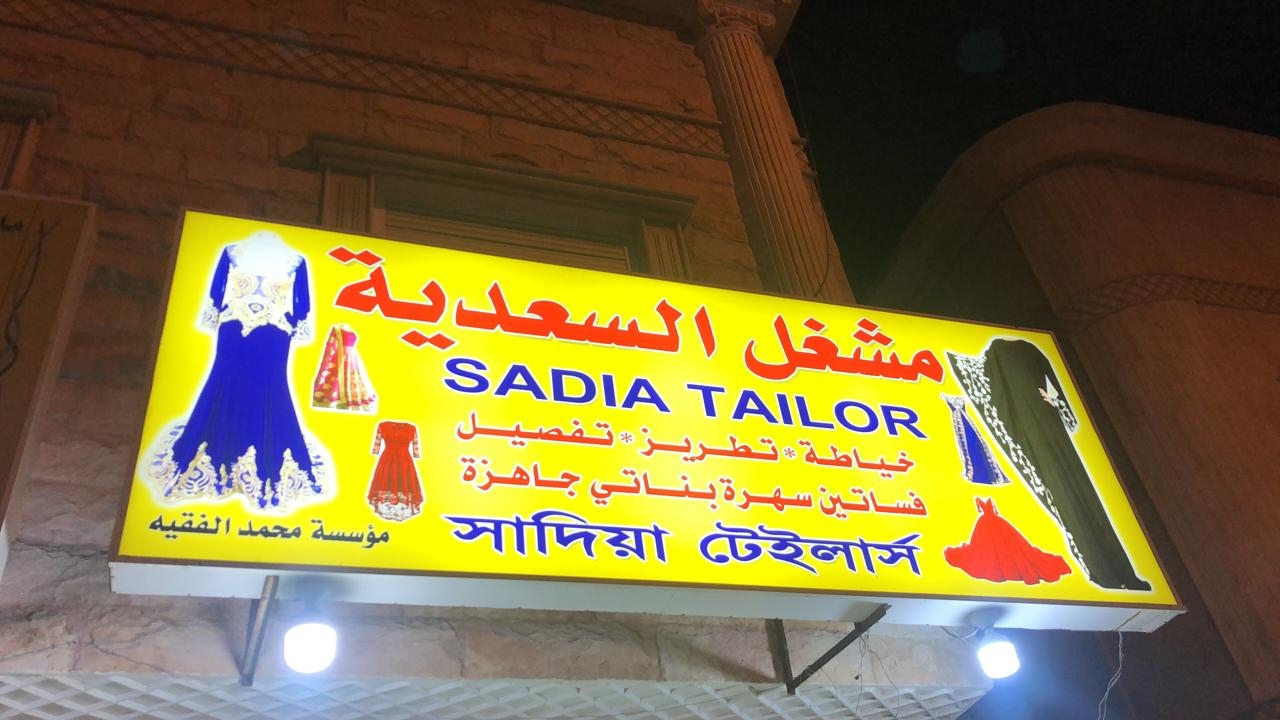 مشغل السعدية
SADIA TAILOR
خياطة * تطريز * تفصيل
فساتين سهرة بناتي جاهزة
সাদিয়া টেইলার্স
مؤسسة محمد الفقيه